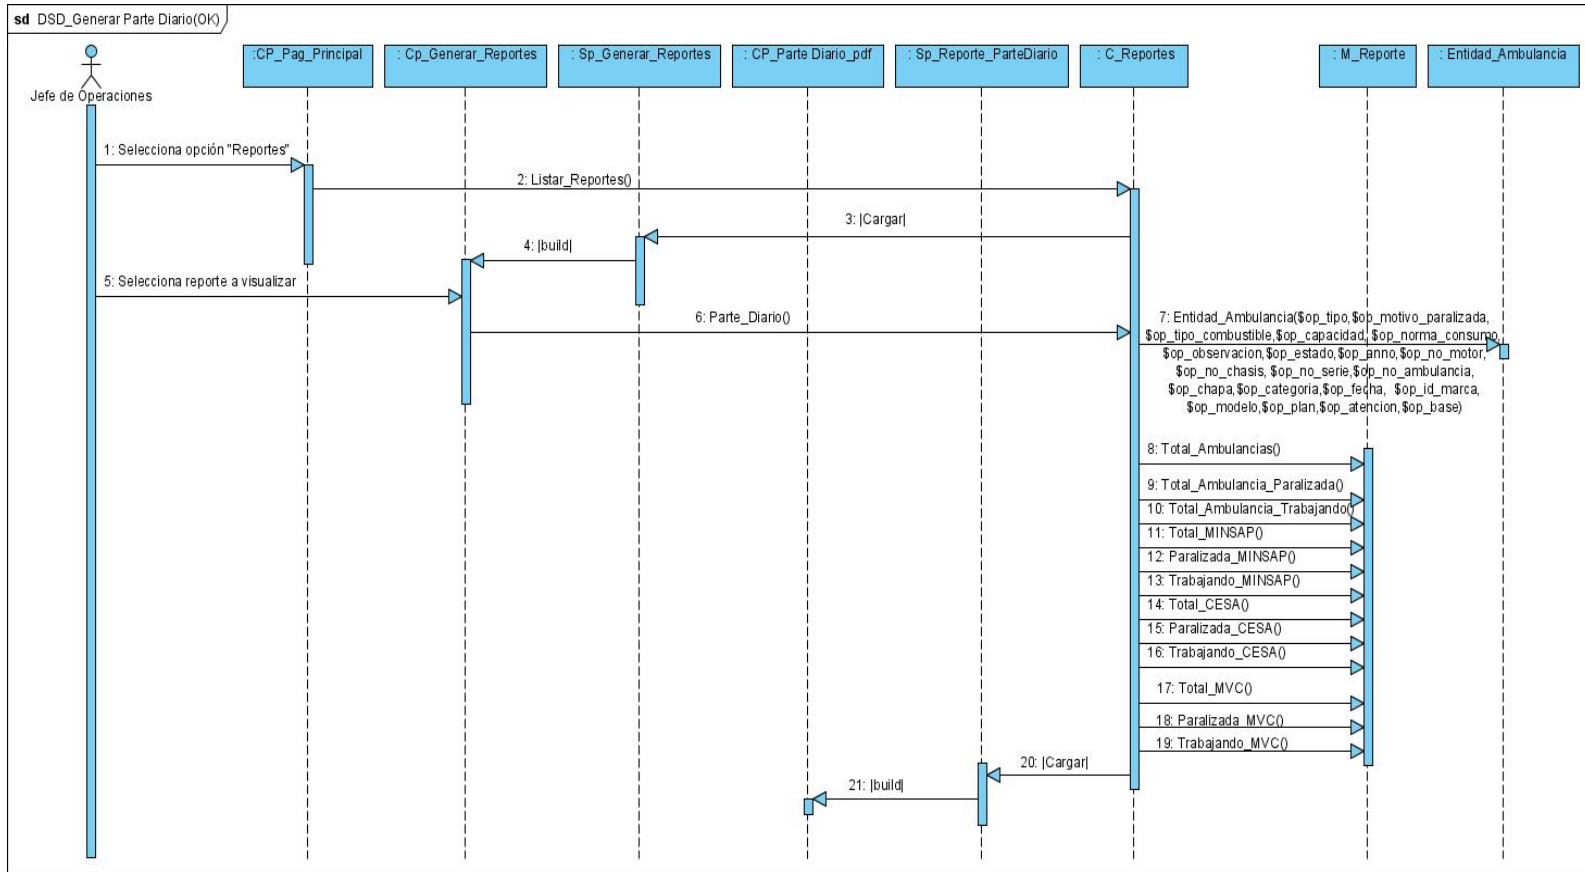 sd DSD_Generar Parte Diario(OK)
:CP_Pag_Principal
: Cp_Generar_Reportes
: Sp_Generar_Reportes
: CP_Parte Diario_pdf
: Sp_Reporte_ParteDiario
: C_Reportes
: M_Reporte
: Entidad_Ambulancia
Jefe de Operaciones
1: Selecciona opción "Reportes"
2: Listar_Reportes()
3: |Cargar|
4: |build|
5: Selecciona reporte a visualizar
6: Parte_Diario()
7: Entidad_Ambulancia($op_tipo,$ob_motivo_paralizada,
$op_tipo_combustible,$op_capacidad, $op_norma_consumo,
$op_observacion,$op_estado,$op_anno,$op_no_motor,
$op_no_chasis, $op_no_serie,$op_no_ambulancia,
$op_chapa,$op_categoria,$op_fecha, $op_id_marca,
$op_modelo,$op_plan,$op_atencion,$op_base)
8: Total_Ambulancias()
9: Total_Ambulancia_Paralizada()
10: Total_Ambulancia_Trabajando()
11: Total_MINSAP()
12: Paralizada_MINSAP()
13: Trabajando_MINSAP()
14: Total_CESA()
15: Paralizada_CESA()
16: Trabajando_CESA()
17: Total_MVC()
18: Paralizada_MVC()
19: Trabajando_MVC()
20: |Cargar|
21: |build|